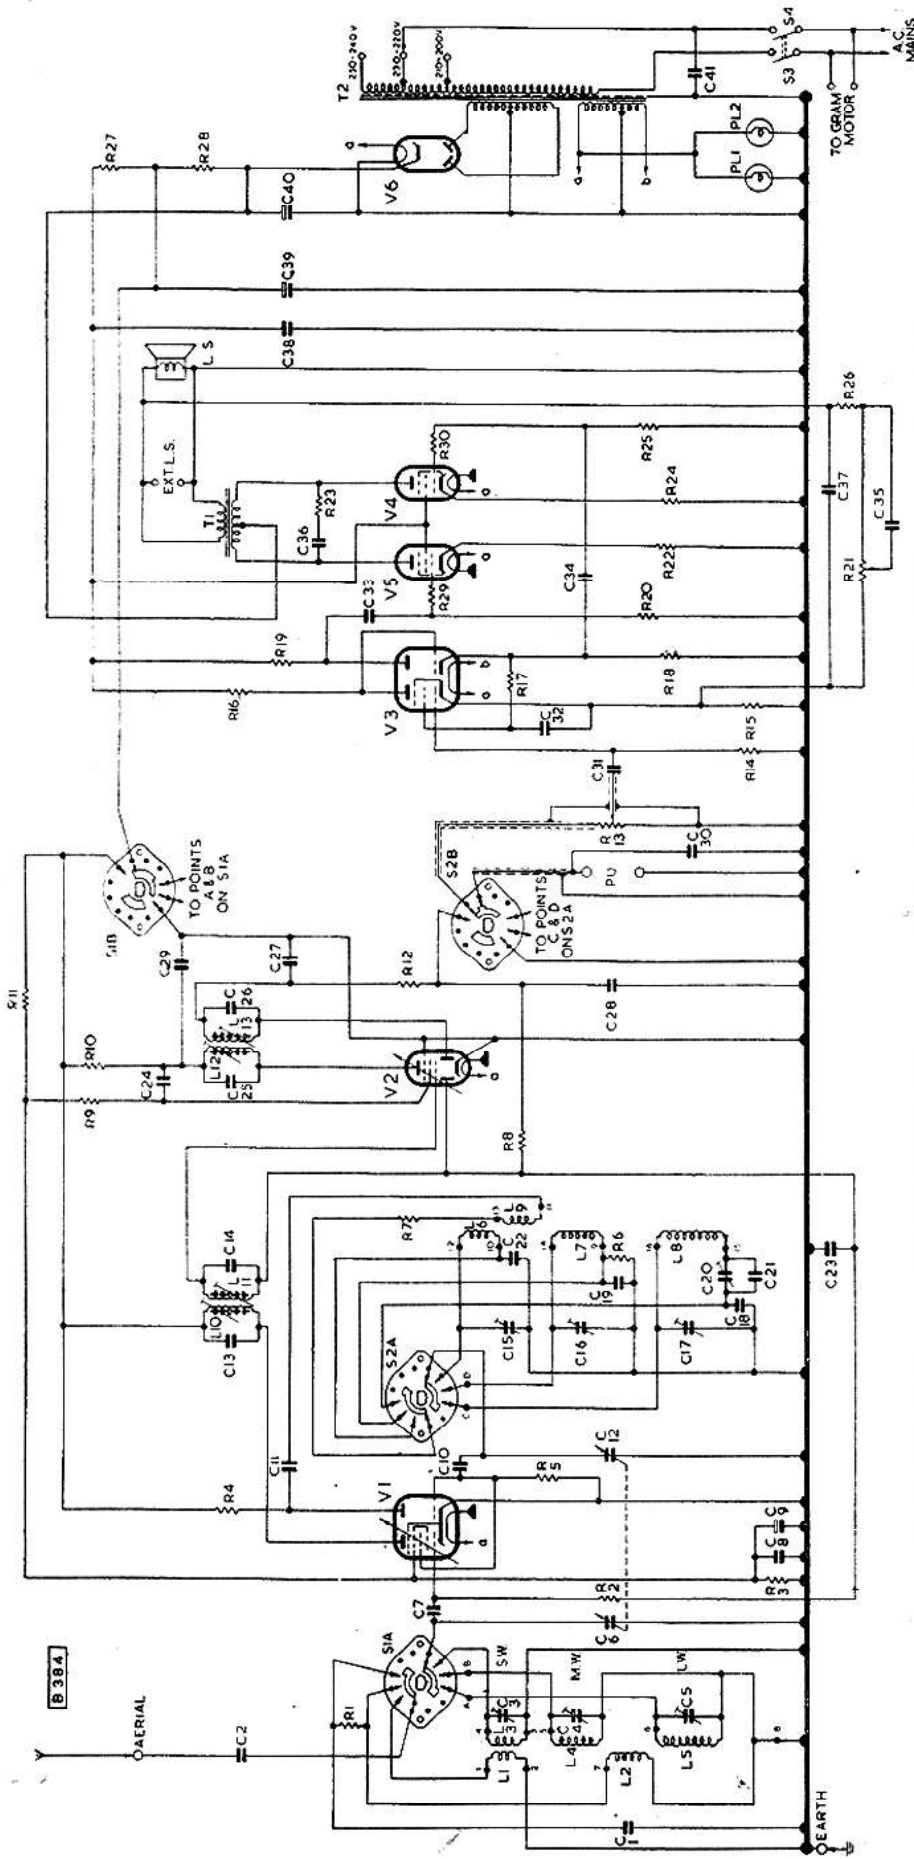 B384
AERIAL
C2
R1
S1A
A
B
S.W.
M.W.
L.W.
C3
L3
C4
L4
C5
L5
L1
L2
C1
EARTH
C6
C7
R2
R3
C8
C9
V1
a
R4
C10
R5
C12
C11
C13
L10
L11
C14
S2A
C
D
C15
C16
C17
C18
C19
C20
C21
C22
L6
L7
L8
L9
R6
R7
C23
R8
R9
R10
R11
C24
C25
L12
L13
C26
C27
C29
V2
a
R12
C28
S1B
TO POINTS
A & B
ON S1A
S2B
TO POINTS
C & D
ON S2A
PU
C30
R13
C31
R14
R15
C32
R16
R17
R18
R19
V3
a
b
C33
R20
R29
V5
V4
C34
R22
R24
R25
R30
R21
C35
C37
R26
C36
R23
T1
EXT.L.S.
L.S
C38
C39
C40
R27
R28
V6
a
T2
230-240V
220-220V
210-200V
a
b
PL1
PL2
C41
S3
S4
TO GRAM
MOTOR
A.C.
MAINS